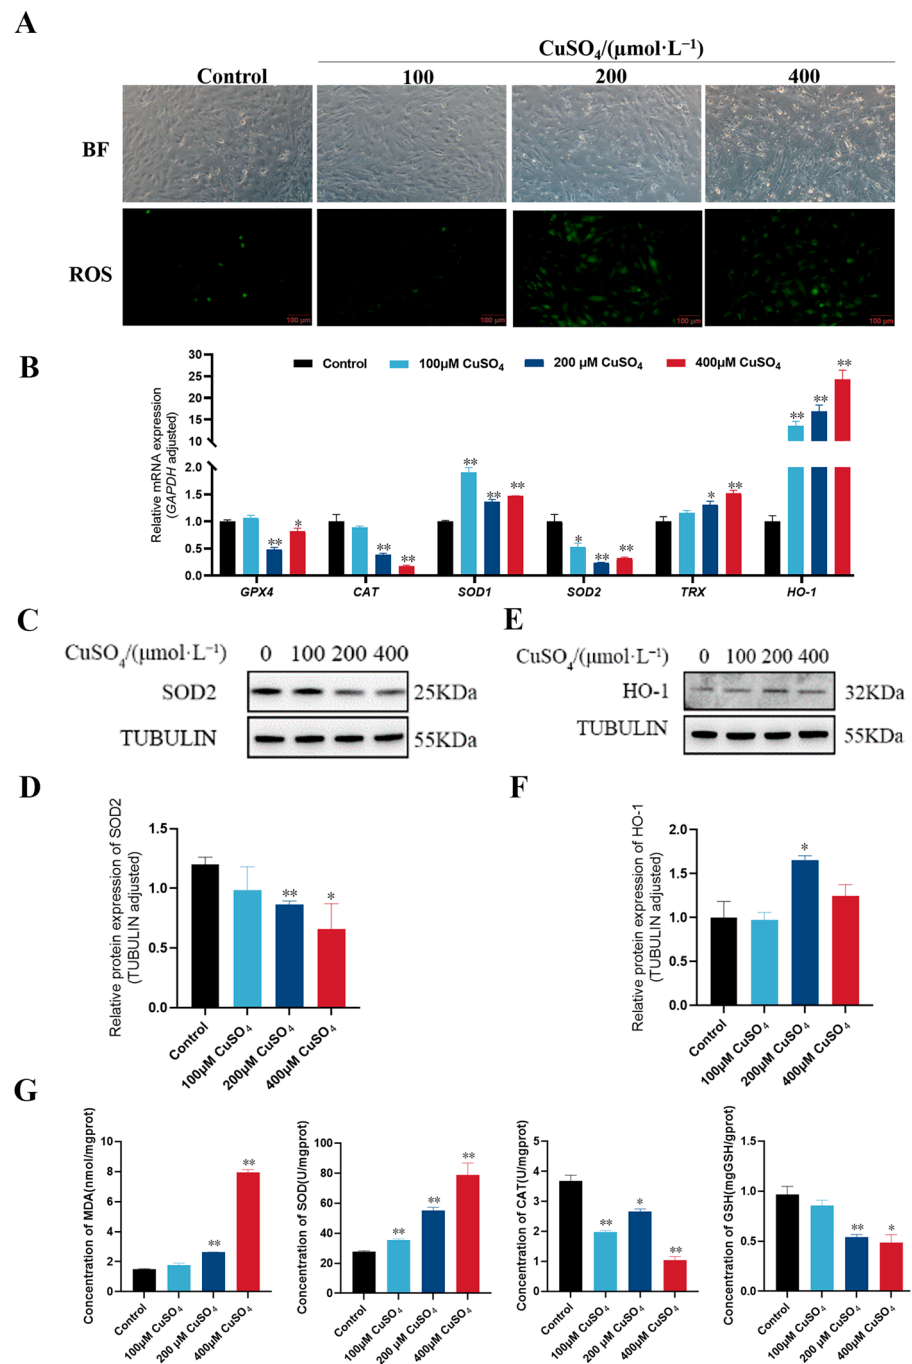 A
CuSO4/(μmol·L−1)
Control 100 200 400
BF
ROS
100 μm 100 μm 100 μm 100 μm
B
Control 100μM CuSO4 200 μM CuSO4 400μM CuSO4
Relative mRNA expression
(GAPDH adjusted)
30
25
20
15
10
2.0
1.5
1.0
0.5
0.0
** * ** ** ** ** ** * ** ** * ** ** ** **
GPX4 CAT SOD1 SOD2 TRX HO-1
C
CuSO4/(μmol·L−1) 0 100 200 400
SOD2 25KDa
TUBULIN 55KDa
E
CuSO4/(μmol·L−1) 0 100 200 400
HO-1 32KDa
TUBULIN 55KDa
D
Relative protein expression of SOD2
(TUBULIN adjusted)
1.5
1.0
0.5
0.0
** *
Control 100μM CuSO4 200μM CuSO4 400μM CuSO4
F
Relative protein expression of HO-1
(TUBULIN adjusted)
2.0
1.5
1.0
0.5
0.0
*
Control 100μM CuSO4 200μM CuSO4 400μM CuSO4
G
Concentration of MDA(nmol/mgprot)
10
8
6
4
2
0
** **
Control 100μM CuSO4 200 μM CuSO4 400μM CuSO4
Concentration of SOD(U/mgprot)
100
80
60
40
20
0
** ** **
Control 100μM CuSO4 200 μM CuSO4 400μM CuSO4
Concentration of CAT(U/mgprot)
5
4
3
2
1
0
** * **
Control 100μM CuSO4 200 μM CuSO4 400μM CuSO4
Concentration of GSH(mgGSH/gprot)
1.5
1.0
0.5
0.0
** *
Control 100μM CuSO4 200 μM CuSO4 400μM CuSO4